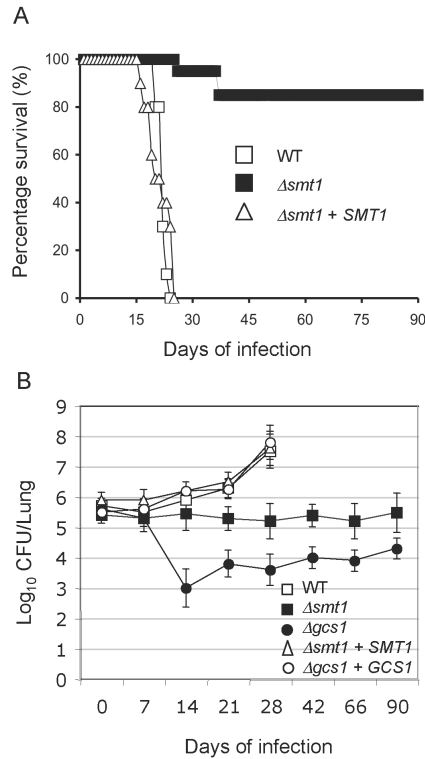 A
Percentage survival (%)
100
80
60
40
20
0
WT
Δsmt1
Δsmt1 + SMT1
0 15 30 45 60 75 90
Days of infection
B
Log10 CFU/Lung
9
8
7
6
5
4
3
2
1
0
WT
Δsmt1
Δgcs1
Δsmt1 + SMT1
Δgcs1 + GCS1
0 7 14 21 28 42 66 90
Days of infection